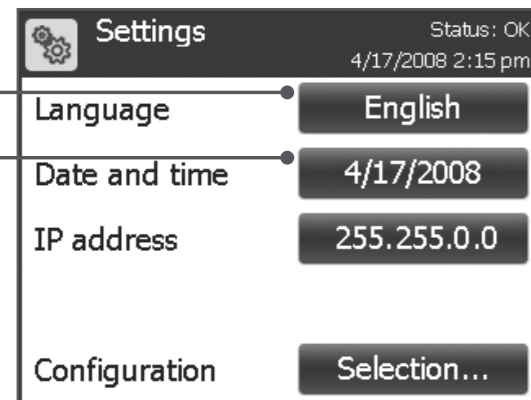 Settings
Status: OK
4/17/2008 2:15 pm
Language
English
Date and time
4/17/2008
IP address
255.255.0.0
Configuration
Selection...